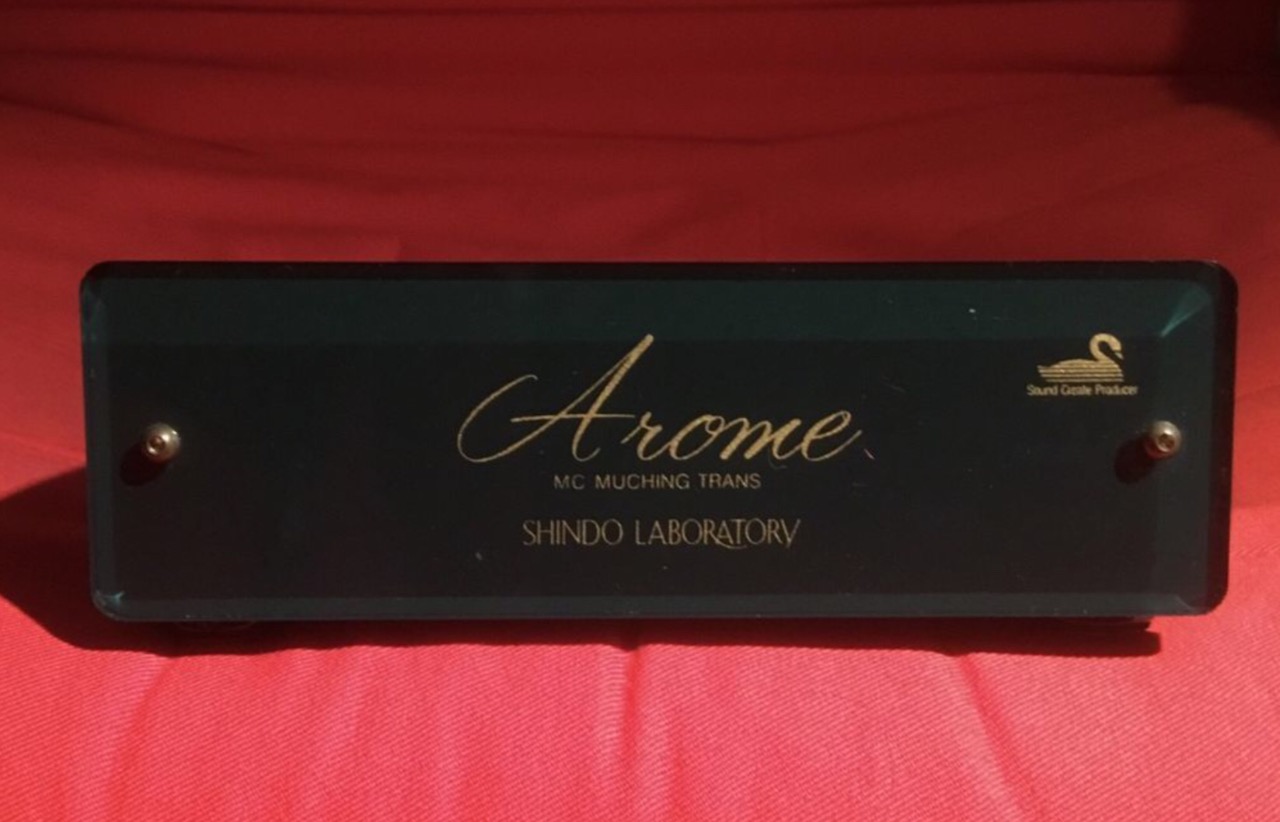 Arome
MC MUCHING TRANS
SHINDO LABORATORY
Sound Create Producer